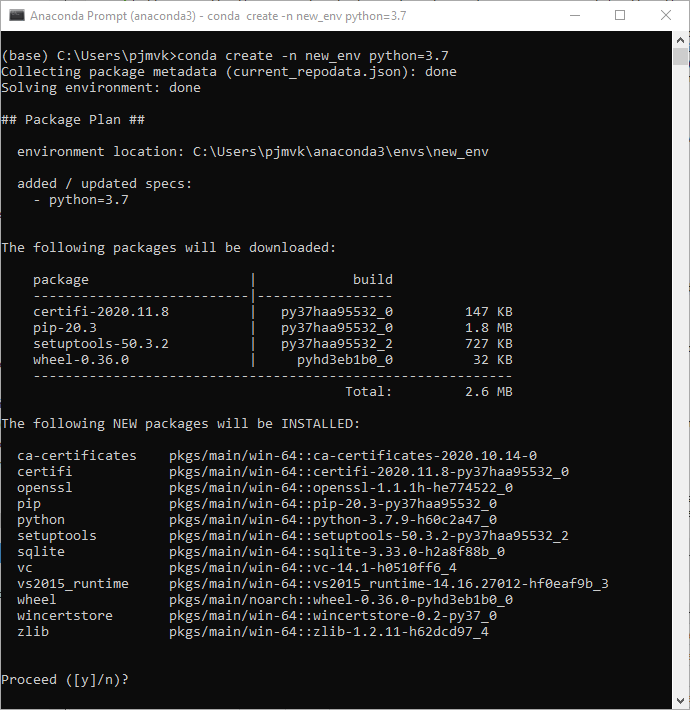 Anaconda Prompt (anaconda3) - conda  create -n new_env python=3.7
(base) C:\Users\pjmvk>conda create -n new_env python=3.7
Collecting package metadata (current_repodata.json): done
Solving environment: done
## Package Plan ##
  environment location: C:\Users\pjmvk\anaconda3\envs\new_env
  added / updated specs:
    - python=3.7
The following packages will be downloaded:
    package                    |            build
    ---------------------------|-----------------
    certifi-2020.11.8          |   py37haa95532_0         147 KB
    pip-20.3                   |   py37haa95532_0         1.8 MB
    setuptools-50.3.2          |   py37haa95532_2         727 KB
    wheel-0.36.0               |     pyhd3eb1b0_0          32 KB
    ------------------------------------------------------------
                                           Total:         2.6 MB
The following NEW packages will be INSTALLED:
  ca-certificates    pkgs/main/win-64::ca-certificates-2020.10.14-0
  certifi            pkgs/main/win-64::certifi-2020.11.8-py37haa95532_0
  openssl            pkgs/main/win-64::openssl-1.1.1h-he774522_0
  pip                pkgs/main/win-64::pip-20.3-py37haa95532_0
  python             pkgs/main/win-64::python-3.7.9-h60c2a47_0
  setuptools         pkgs/main/win-64::setuptools-50.3.2-py37haa95532_2
  sqlite             pkgs/main/win-64::sqlite-3.33.0-h2a8f88b_0
  vc                 pkgs/main/win-64::vc-14.1-h0510ff6_4
  vs2015_runtime     pkgs/main/win-64::vs2015_runtime-14.16.27012-hf0eaf9b_3
  wheel              pkgs/main/noarch::wheel-0.36.0-pyhd3eb1b0_0
  wincertstore       pkgs/main/win-64::wincertstore-0.2-py37_0
  zlib               pkgs/main/win-64::zlib-1.2.11-h62dcd97_4
Proceed ([y]/n)?